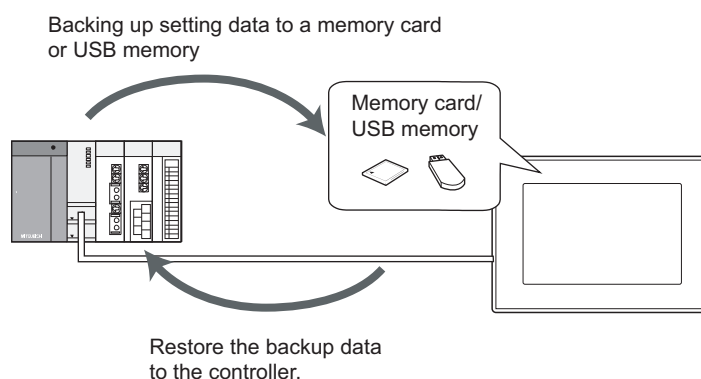 Backing up setting data to a memory card
or USB memory
Memory card/
USB memory
MITSUBISHI
Restore the backup data
to the controller.